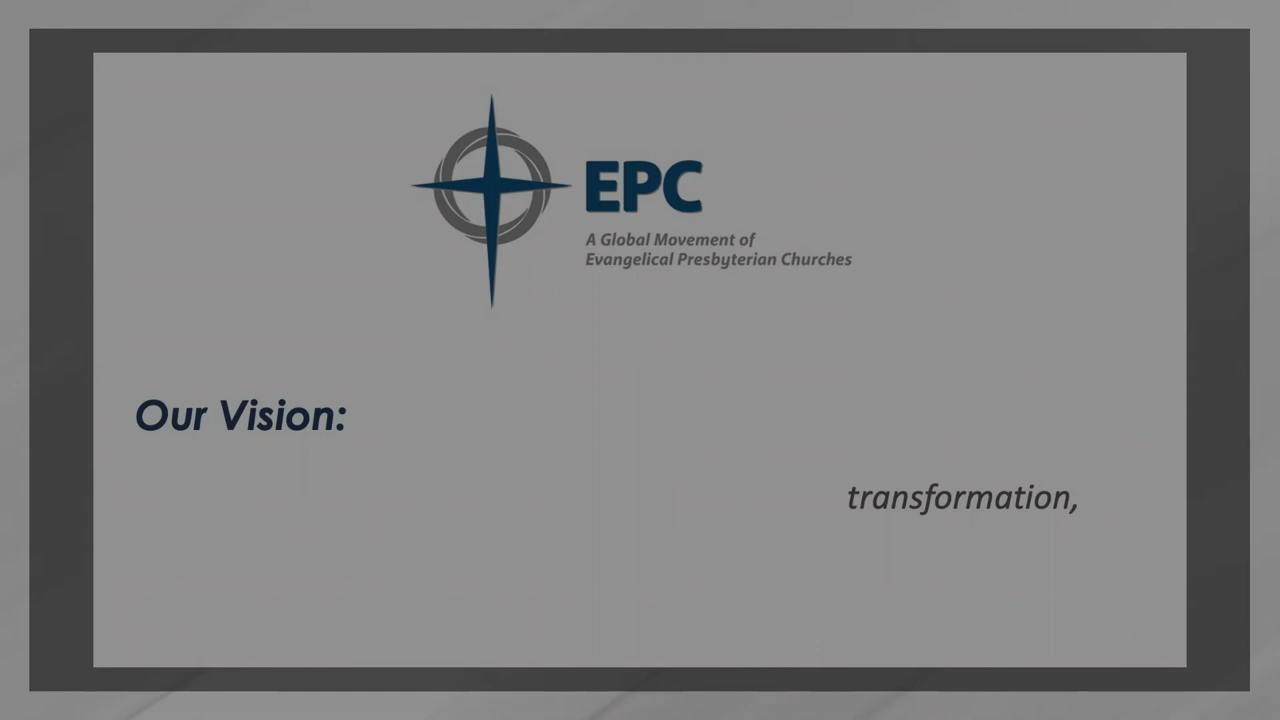 EPC
A Global Movement of
Evangelical Presbyterian Churches
Our Vision:
transformation,